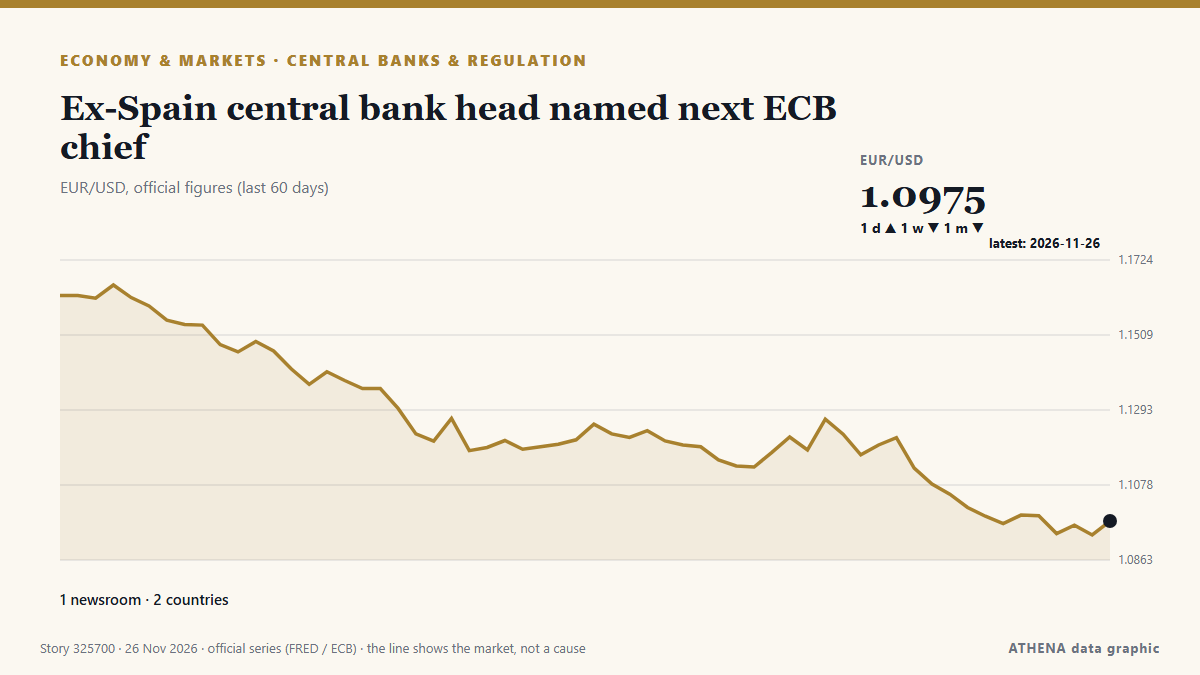 ECONOMY & MARKETS · CENTRAL BANKS & REGULATION
Ex-Spain central bank head named next ECB
chief
EUR/USD, official figures (last 60 days)
EUR/USD
1.0975
1 d ▲ 1 w ▼ 1 m ▼
latest: 2026-11-26
1.1724
1.1509
1.1293
1.1078
1.0863
1 newsroom · 2 countries
Story 325700 · 26 Nov 2026 · official series (FRED / ECB) · the line shows the market, not a cause
ATHENA data graphic